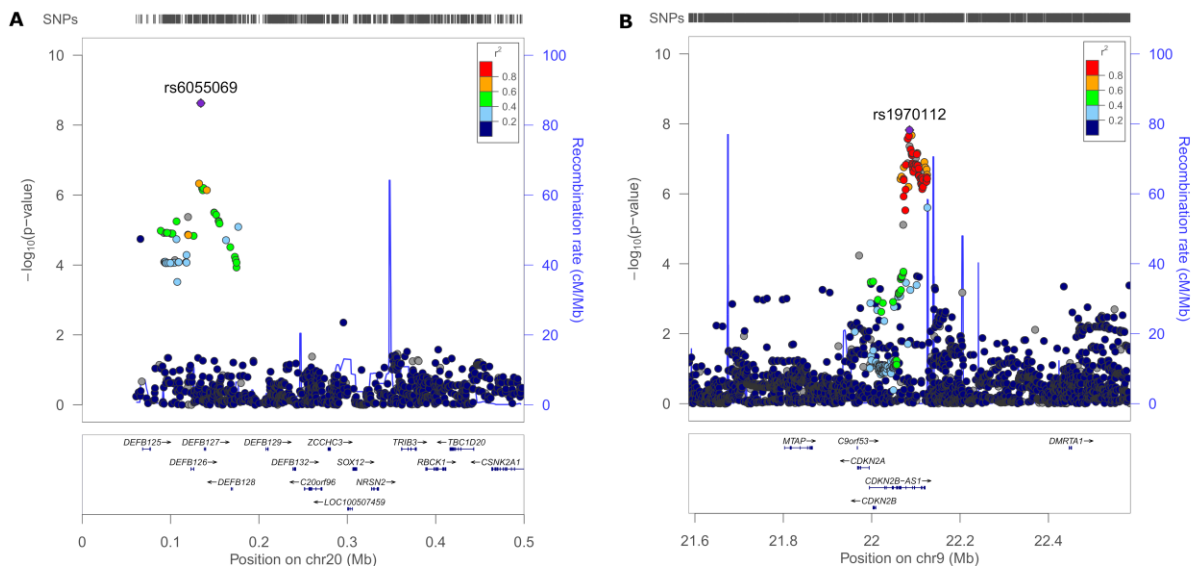 SNPs
A
10
8
6
4
2
0
−log₁₀(p−value)
100
80
60
40
20
0
Recombination rate (cM/Mb)
r²
0.8
0.6
0.4
0.2
rs6055069
DEFB125→
DEFB127→
DEFB129→
ZCCHC3→
TRIB3→
←TBC1D20
DEFB126→
DEFB132→
SOX12→
RBCK1→
←CSNK2A1
←DEFB128
←C20orf96
NRSN2→
←LOC100507459
0
0.1
0.2
0.3
0.4
0.5
Position on chr20 (Mb)
SNPs
B
10
8
6
4
2
0
−log₁₀(p−value)
100
80
60
40
20
0
Recombination rate (cM/Mb)
r²
0.8
0.6
0.4
0.2
rs1970112
MTAP→
C9orf53→
DMRTA1→
←CDKN2A
CDKN2B−AS1→
←CDKN2B
21.6
21.8
22
22.2
22.4
Position on chr9 (Mb)